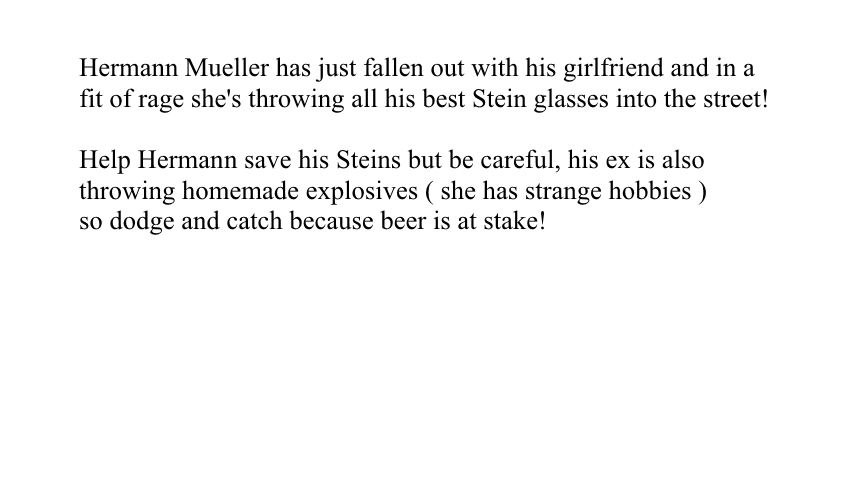 Hermann Mueller has just fallen out with his girlfriend and in a
fit of rage she's throwing all his best Stein glasses into the street!
Help Hermann save his Steins but be careful, his ex is also
throwing homemade explosives ( she has strange hobbies )
so dodge and catch because beer is at stake!